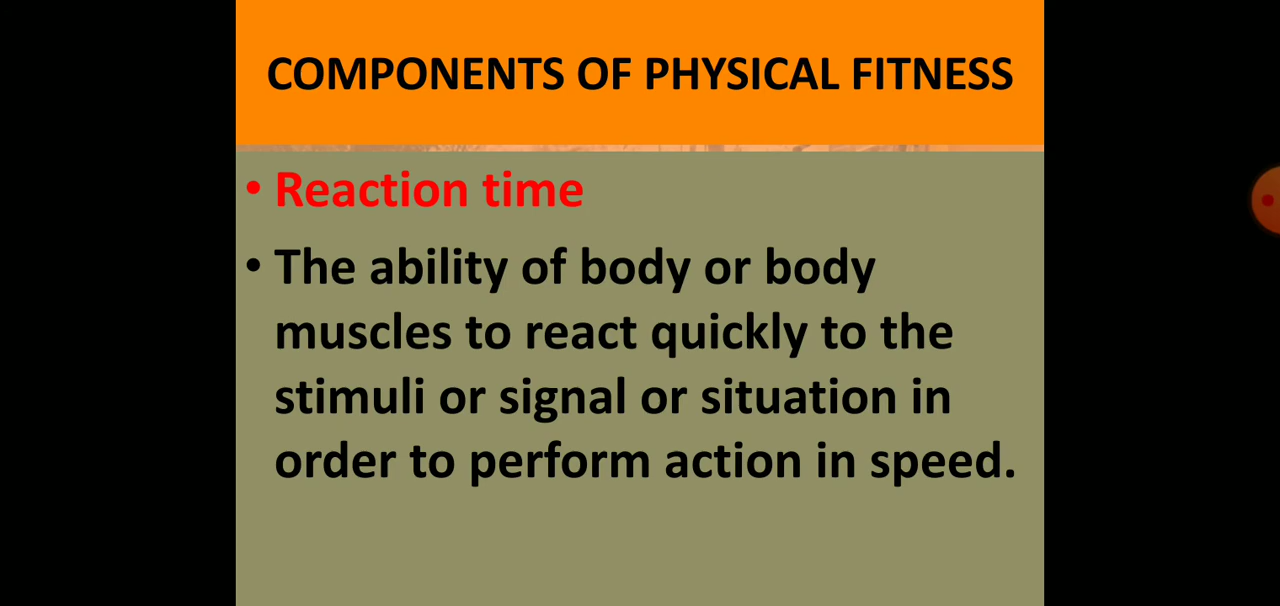 COMPONENTS OF PHYSICAL FITNESS
• Reaction time
• The ability of body or body
muscles to react quickly to the
stimuli or signal or situation in
order to perform action in speed.